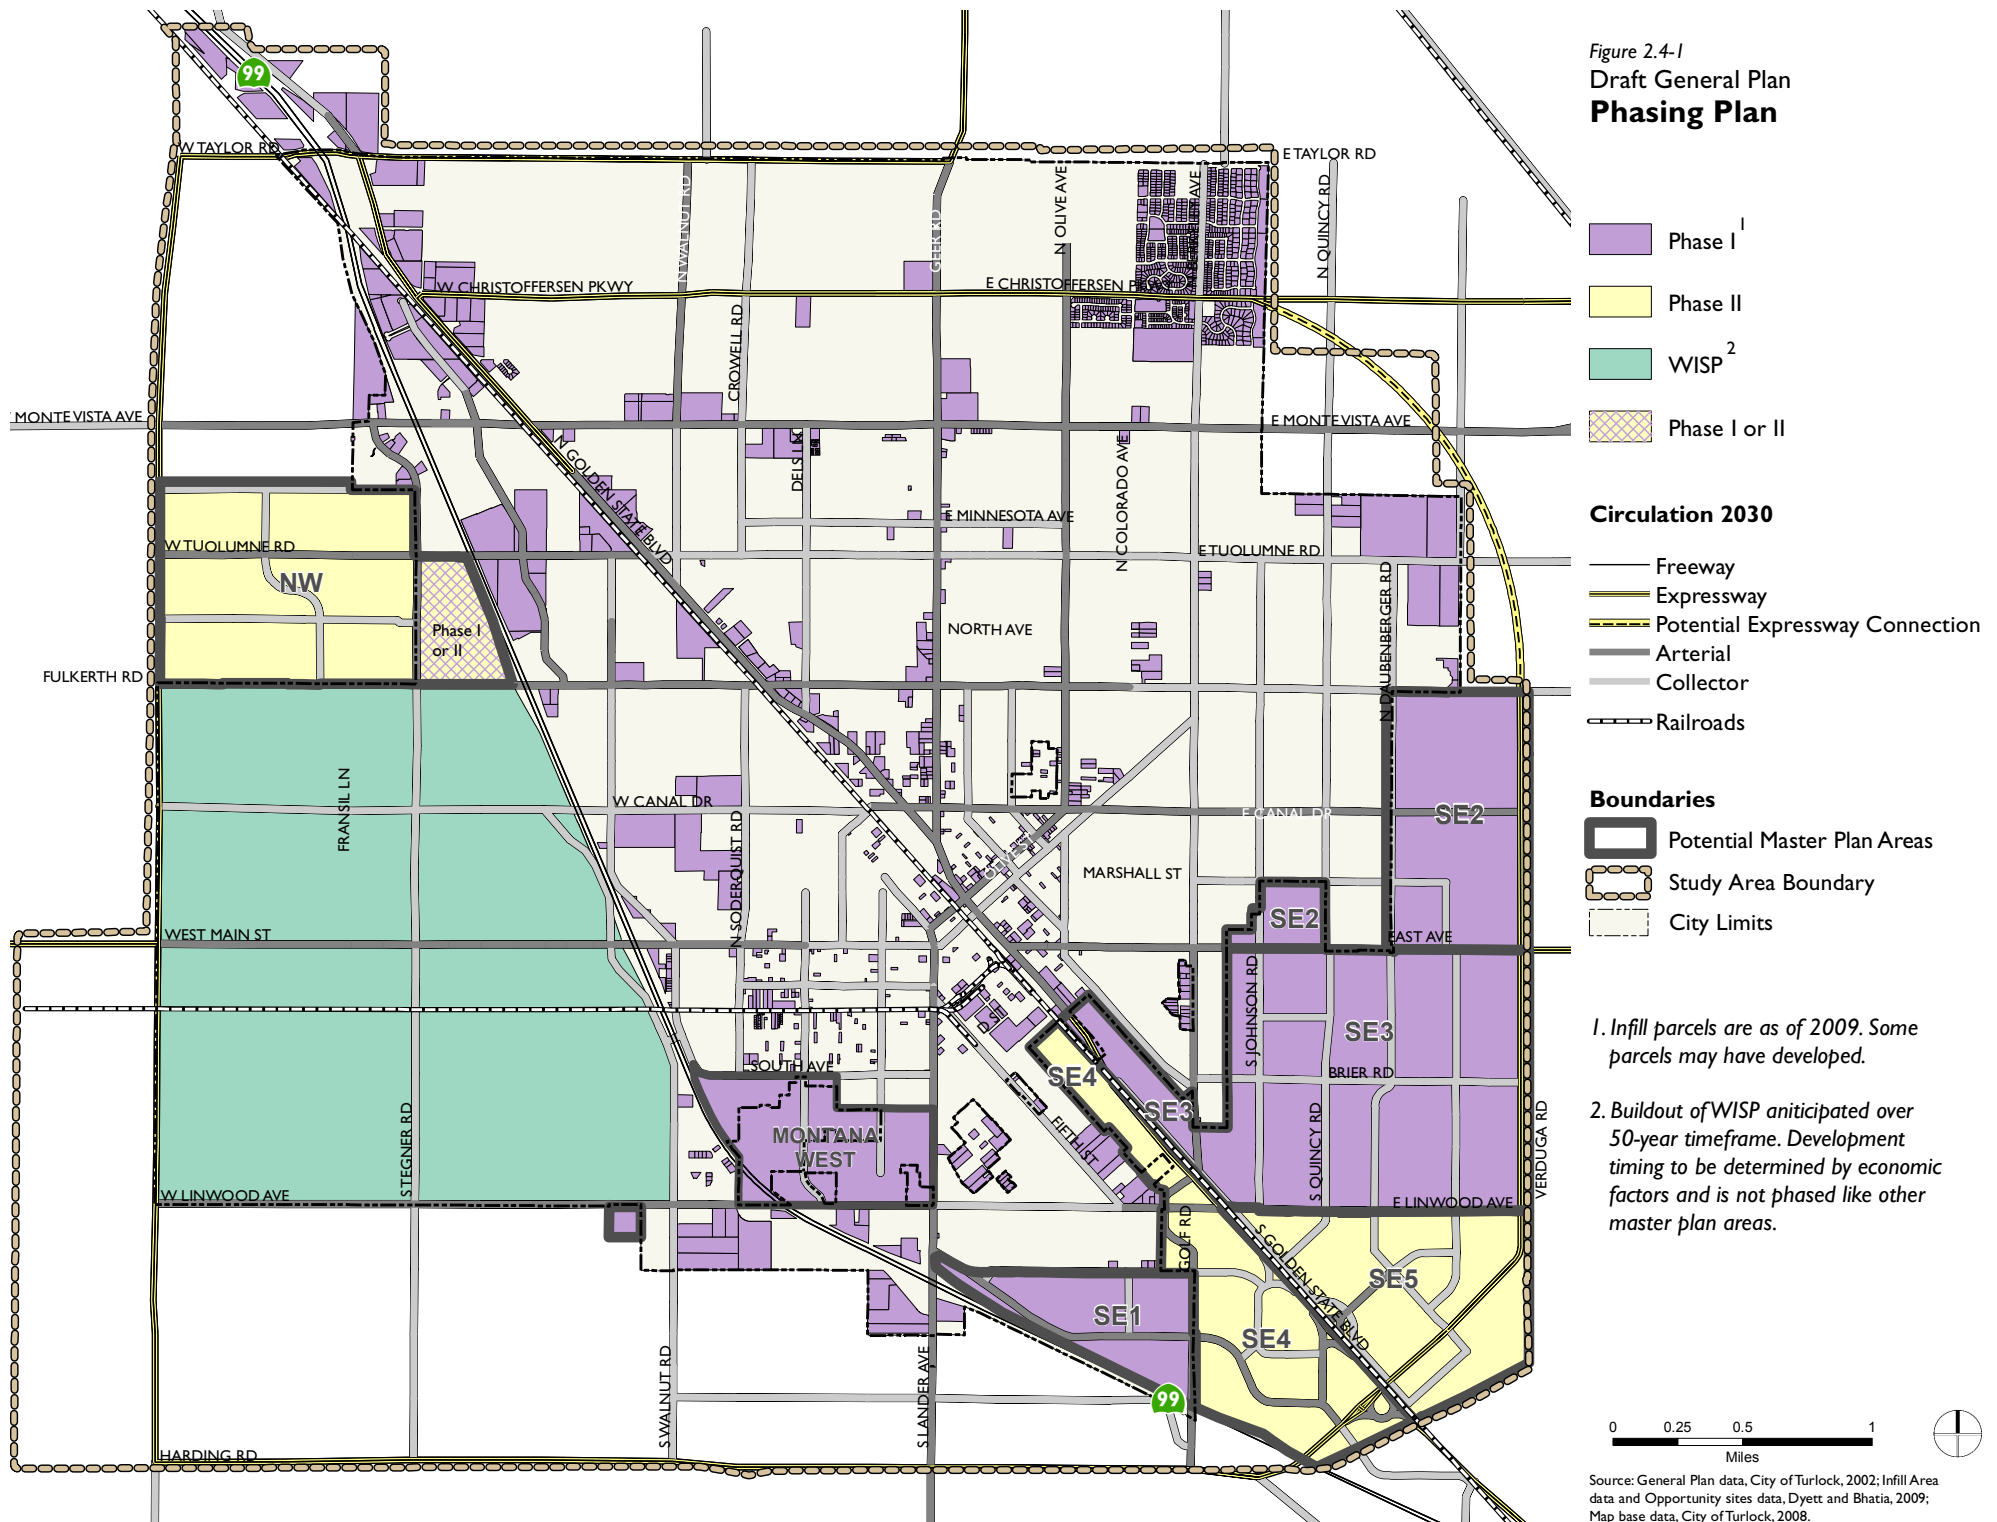 Figure 2.4-1
Draft General Plan
Phasing Plan
Phase I 1
Phase II
WISP 2
Phase I or II
Circulation 2030
Freeway
Expressway
Potential Expressway Connection
Arterial
Collector
Railroads
Boundaries
Potential Master Plan Areas
Study Area Boundary
City Limits
1. Infill parcels are as of 2009. Some
parcels may have developed.
2. Buildout of WISP aniticipated over
50-year timeframe. Development
timing to be determined by economic
factors and is not phased like other
master plan areas.
0 0.25 0.5 1
Miles
Source: General Plan data, City of Turlock, 2002; Infill Area
data and Opportunity sites data, Dyett and Bhatia, 2009;
Map base data, City of Turlock, 2008.
99
W TAYLOR RD
E TAYLOR RD
N WALNUT RD
GEER RD
N OLIVE AVE
N QUINCY RD
W CHRISTOFFERSEN PKWY
E CHRISTOFFERSEN PKWY
CROWELL RD
MONTE VISTA AVE
E MONTE VISTA AVE
N GOLDEN STATE BLVD
N COLORADO AVE
E MINNESOTA AVE
W TUOLUMNE RD
E TUOLUMNE RD
NW
Phase I
or II
NORTH AVE
N DAUBENBERGER RD
FULKERTH RD
FRANSIL LN
W CANAL DR
E CANAL DR
SE2
N SODERQUIST RD
MARSHALL ST
SE2
WEST MAIN ST
EAST AVE
S JOHNSON RD
SE3
SOUTH AVE
SE4
BRIER RD
SE3
MONTANA
WEST
FIFTH ST
S STEGNER RD
S QUINCY RD
VERDUGA RD
W LINWOOD AVE
E LINWOOD AVE
GOLF RD
S GOLDEN STATE BLVD
SE5
SE1
SE4
S WALNUT RD
S LANDER AVE
99
HARDING RD